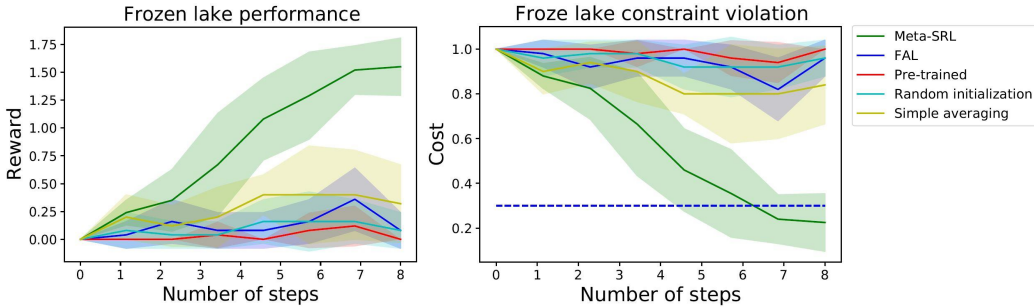 Frozen lake performance
1.75
1.50
1.25
1.00
0.75
0.50
0.25
0.00
Reward
0 1 2 3 4 5 6 7 8
Number of steps
Froze lake constraint violation
1.0
0.8
0.6
0.4
0.2
Cost
0 1 2 3 4 5 6 7 8
Number of steps
Meta-SRL
FAL
Pre-trained
Random initialization
Simple averaging